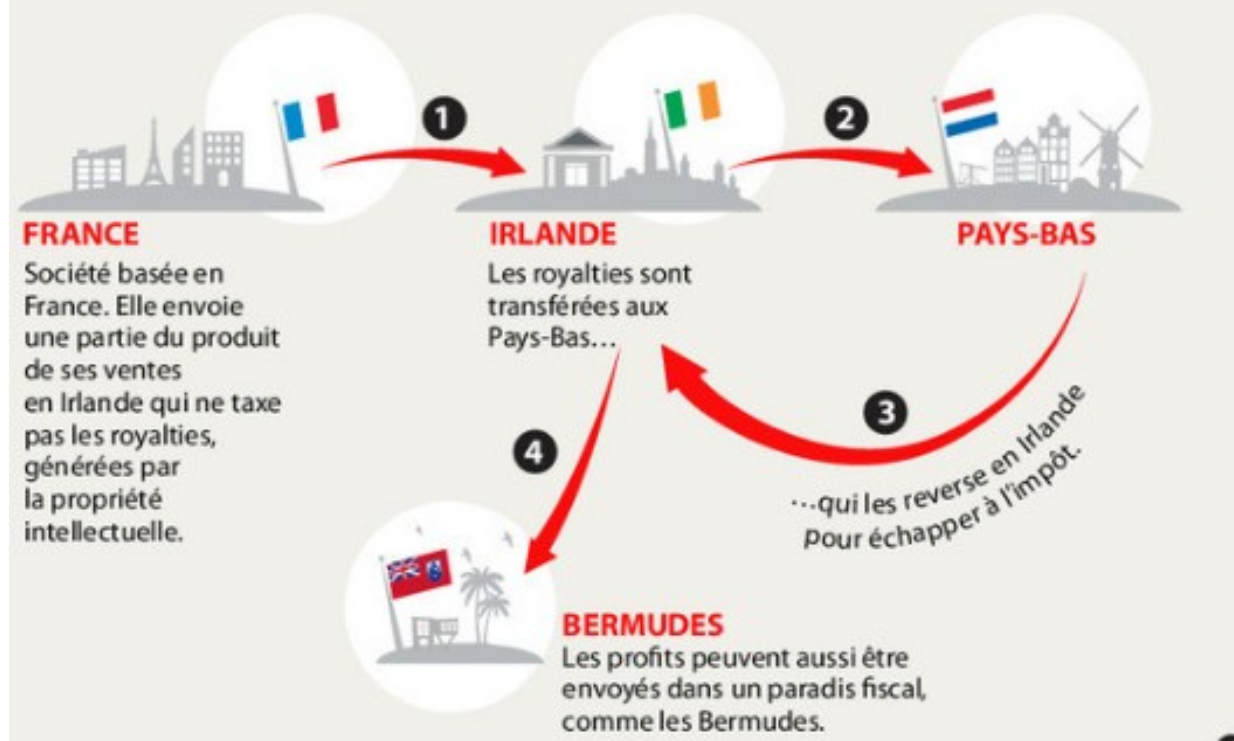 1
2
FRANCE
Société basée en
France. Elle envoie
une partie du produit
de ses ventes
en Irlande qui ne taxe
pas les royalties,
générées par
la propriété
intellectuelle.
IRLANDE
Les royalties sont
transférées aux
Pays-Bas...
PAYS-BAS
3
...qui les reverse en Irlande
pour échapper à l'impôt.
4
BERMUDES
Les profits peuvent aussi être
envoyés dans un paradis fiscal,
comme les Bermudes.